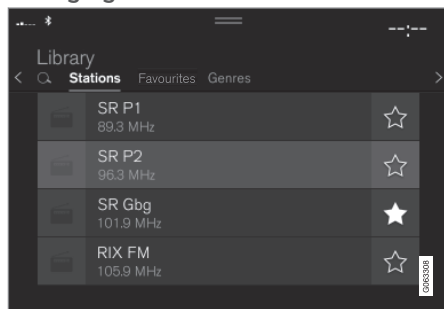 --:--
Library
Stations Favourites Genres
SR P1
89.3 MHz
SR P2
96.3 MHz
SR Gbg
101.9 MHz
RIX FM
105.9 MHz
G063308